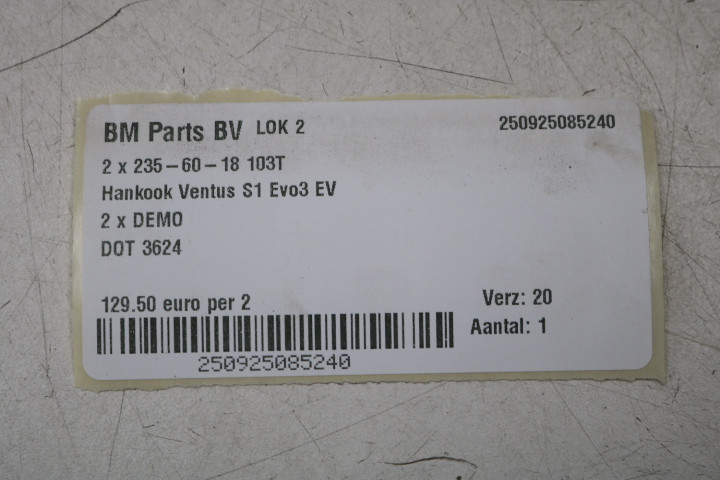 BM Parts BV LOK 2 250925085240
2 x 235-60-18 103T
Hankook Ventus S1 Evo3 EV
2 x DEMO
DOT 3624
129.50 euro per 2 Verz: 20
Aantal: 1
250925085240